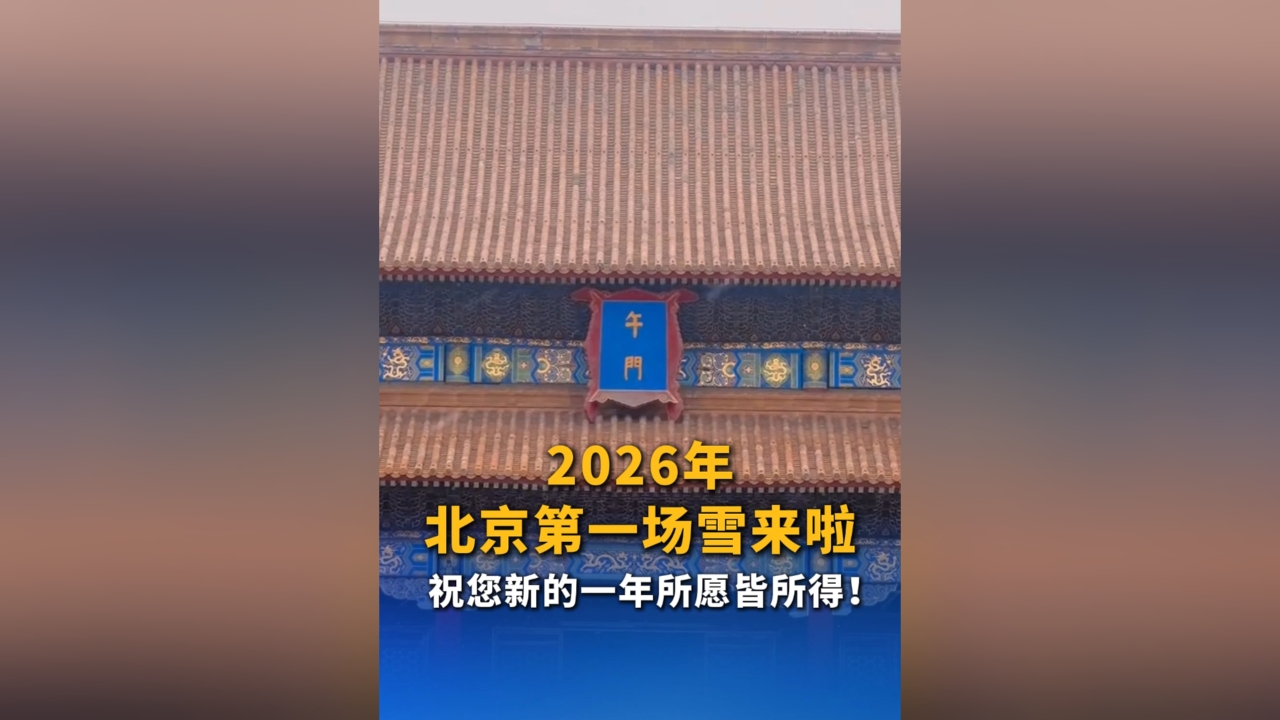 午門
2026年
北京第一场雪来啦
祝您新的一年所愿皆所得！